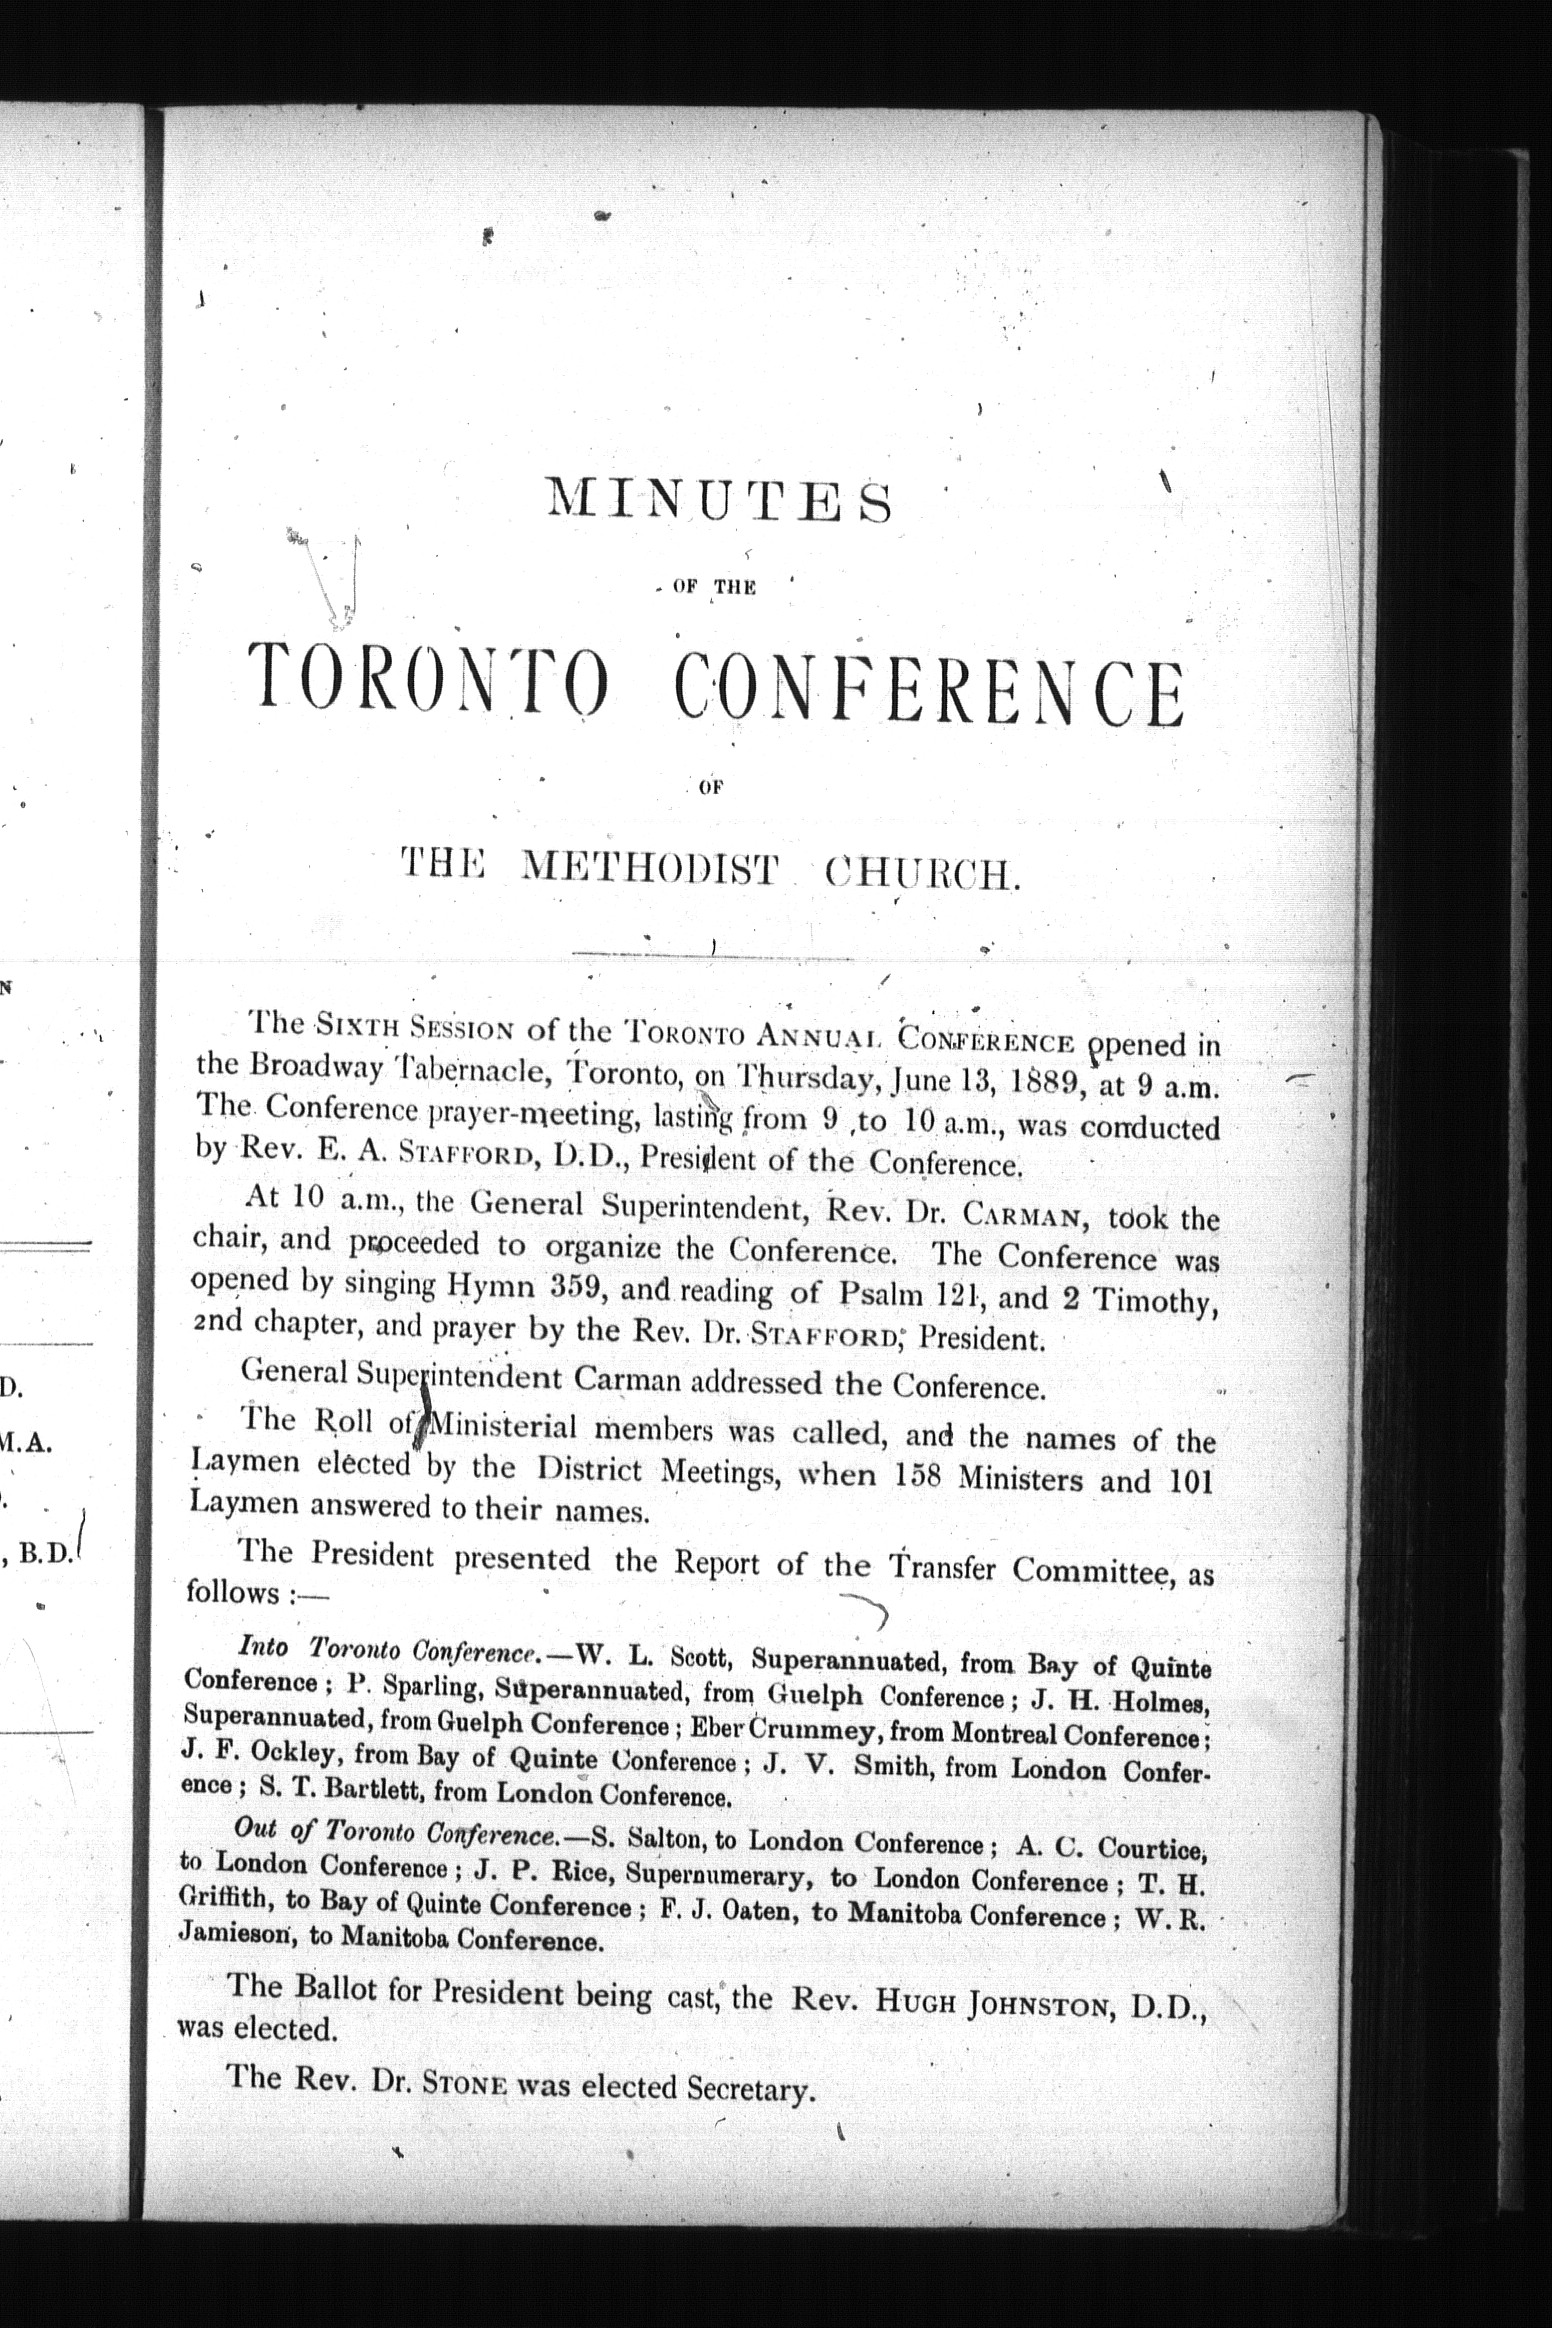 N
D.
M.A.
, B.D.
MINUTES
OF THE
TORONTO CONFERENCE
OF
THE METHODIST CHURCH.
The SIXTH SESSION of the TORONTO ANNUAL CONFERENCE opened in
the Broadway Tabernacle, Toronto, on Thursday, June 13, 1889, at 9 a.m.
The Conference prayer-meeting, lasting from 9 to 10 a.m., was conducted
by Rev. E. A. STAFFORD, D.D., President of the Conference.
At 10 a.m., the General Superintendent, Rev. Dr. CARMAN, took the
chair, and proceeded to organize the Conference. The Conference was
opened by singing Hymn 359, and reading of Psalm 121, and 2 Timothy,
2nd chapter, and prayer by the Rev. Dr. STAFFORD, President.
General Superintendent Carman addressed the Conference.
The Roll of Ministerial members was called, and the names of the
Laymen elected by the District Meetings, when 158 Ministers and 101
Laymen answered to their names.
The President presented the Report of the Transfer Committee, as
follows :—
Into Toronto Conference.—W. L. Scott, Superannuated, from Bay of Quinte
Conference ; P. Sparling, Superannuated, from Guelph Conference ; J. H. Holmes,
Superannuated, from Guelph Conference ; Eber Crummey, from Montreal Conference ;
J. F. Ockley, from Bay of Quinte Conference ; J. V. Smith, from London Confer-
ence ; S. T. Bartlett, from London Conference.
Out of Toronto Conference.—S. Salton, to London Conference ; A. C. Courtice,
to London Conference ; J. P. Rice, Supernumerary, to London Conference ; T. H.
Griffith, to Bay of Quinte Conference ; F. J. Oaten, to Manitoba Conference ; W. R.
Jamieson, to Manitoba Conference.
The Ballot for President being cast, the Rev. HUGH JOHNSTON, D.D.,
was elected.
The Rev. Dr. STONE was elected Secretary.